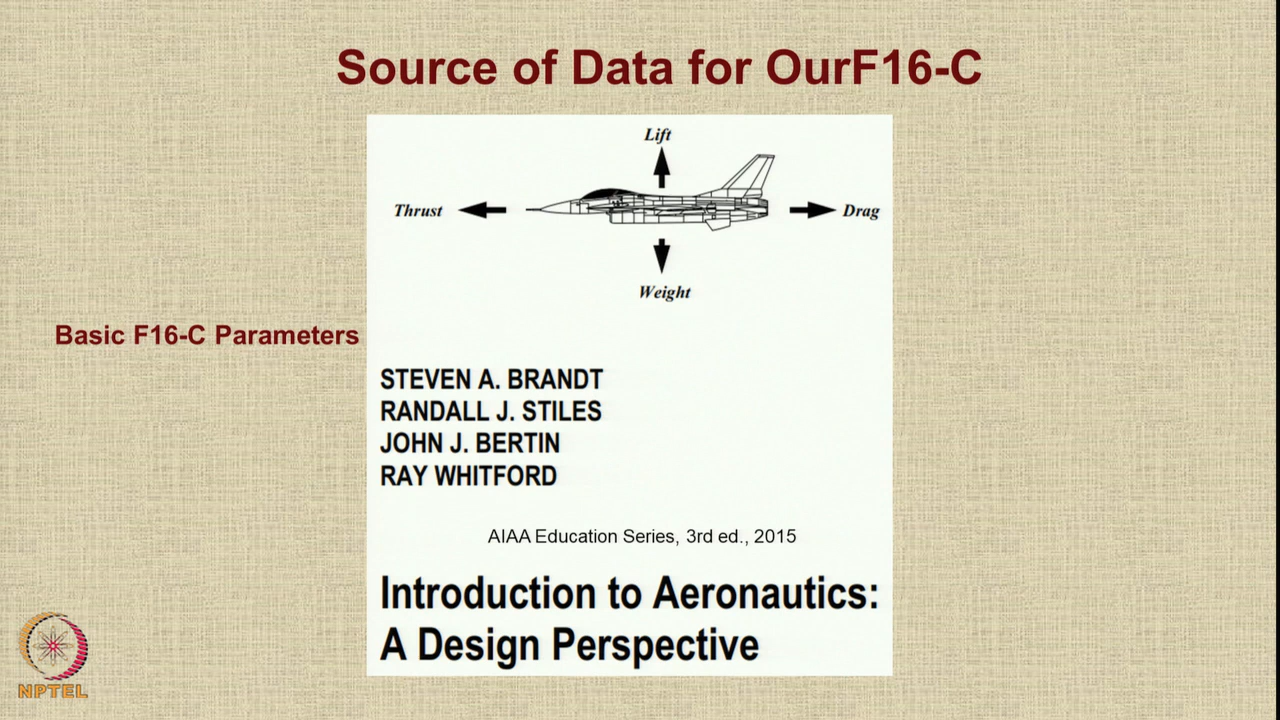 Source of Data for OurF16-C
Lift
Thrust
Drag
Weight
Basic F16-C Parameters
STEVEN A. BRANDT
RANDALL J. STILES
JOHN J. BERTIN
RAY WHITFORD
AIAA Education Series, 3rd ed., 2015
Introduction to Aeronautics:
A Design Perspective
NPTEL